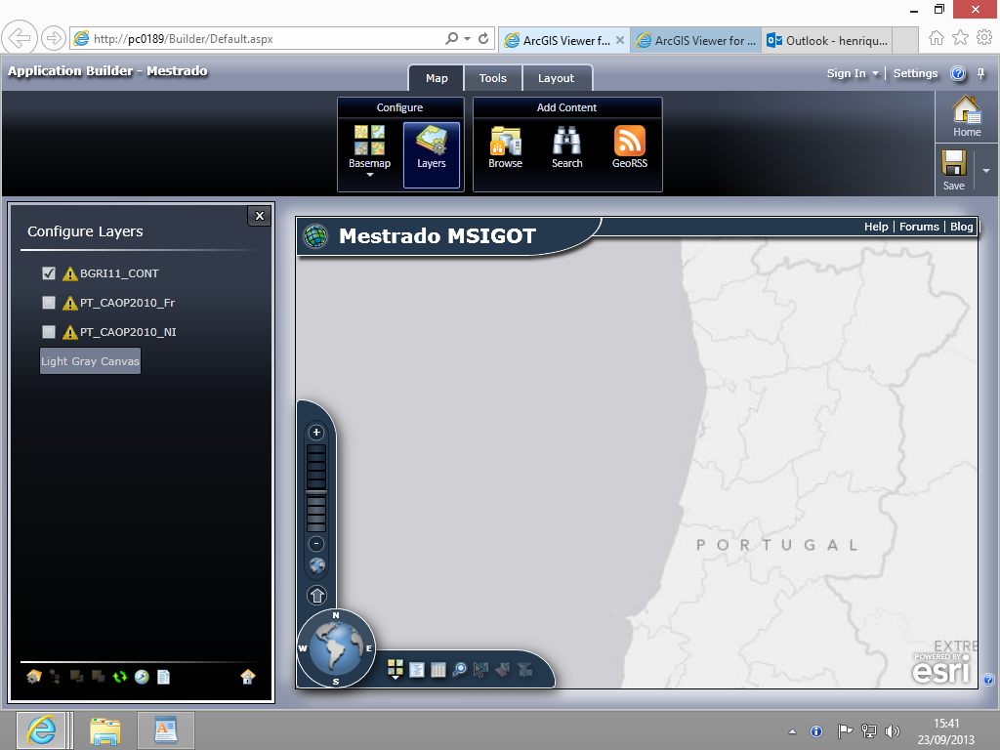 http://pc0189/Builder/Default.aspx
ArcGIS Viewer f...
ArcGIS Viewer for ...
Outlook - henriqu...
Application Builder - Mestrado
Map
Tools
Layout
Sign In
Settings
Configure
Add Content
Basemap
Layers
Browse
Search
GeoRSS
Home
Save
Configure Layers
BGRI11_CONT
PT_CAOP2010_Fr
PT_CAOP2010_NI
Light Gray Canvas
Mestrado MSIGOT
Help | Forums | Blog
PORTUGAL
EXTRE
N
W
E
S
POWERED BY
esri
15:41
23/09/2013